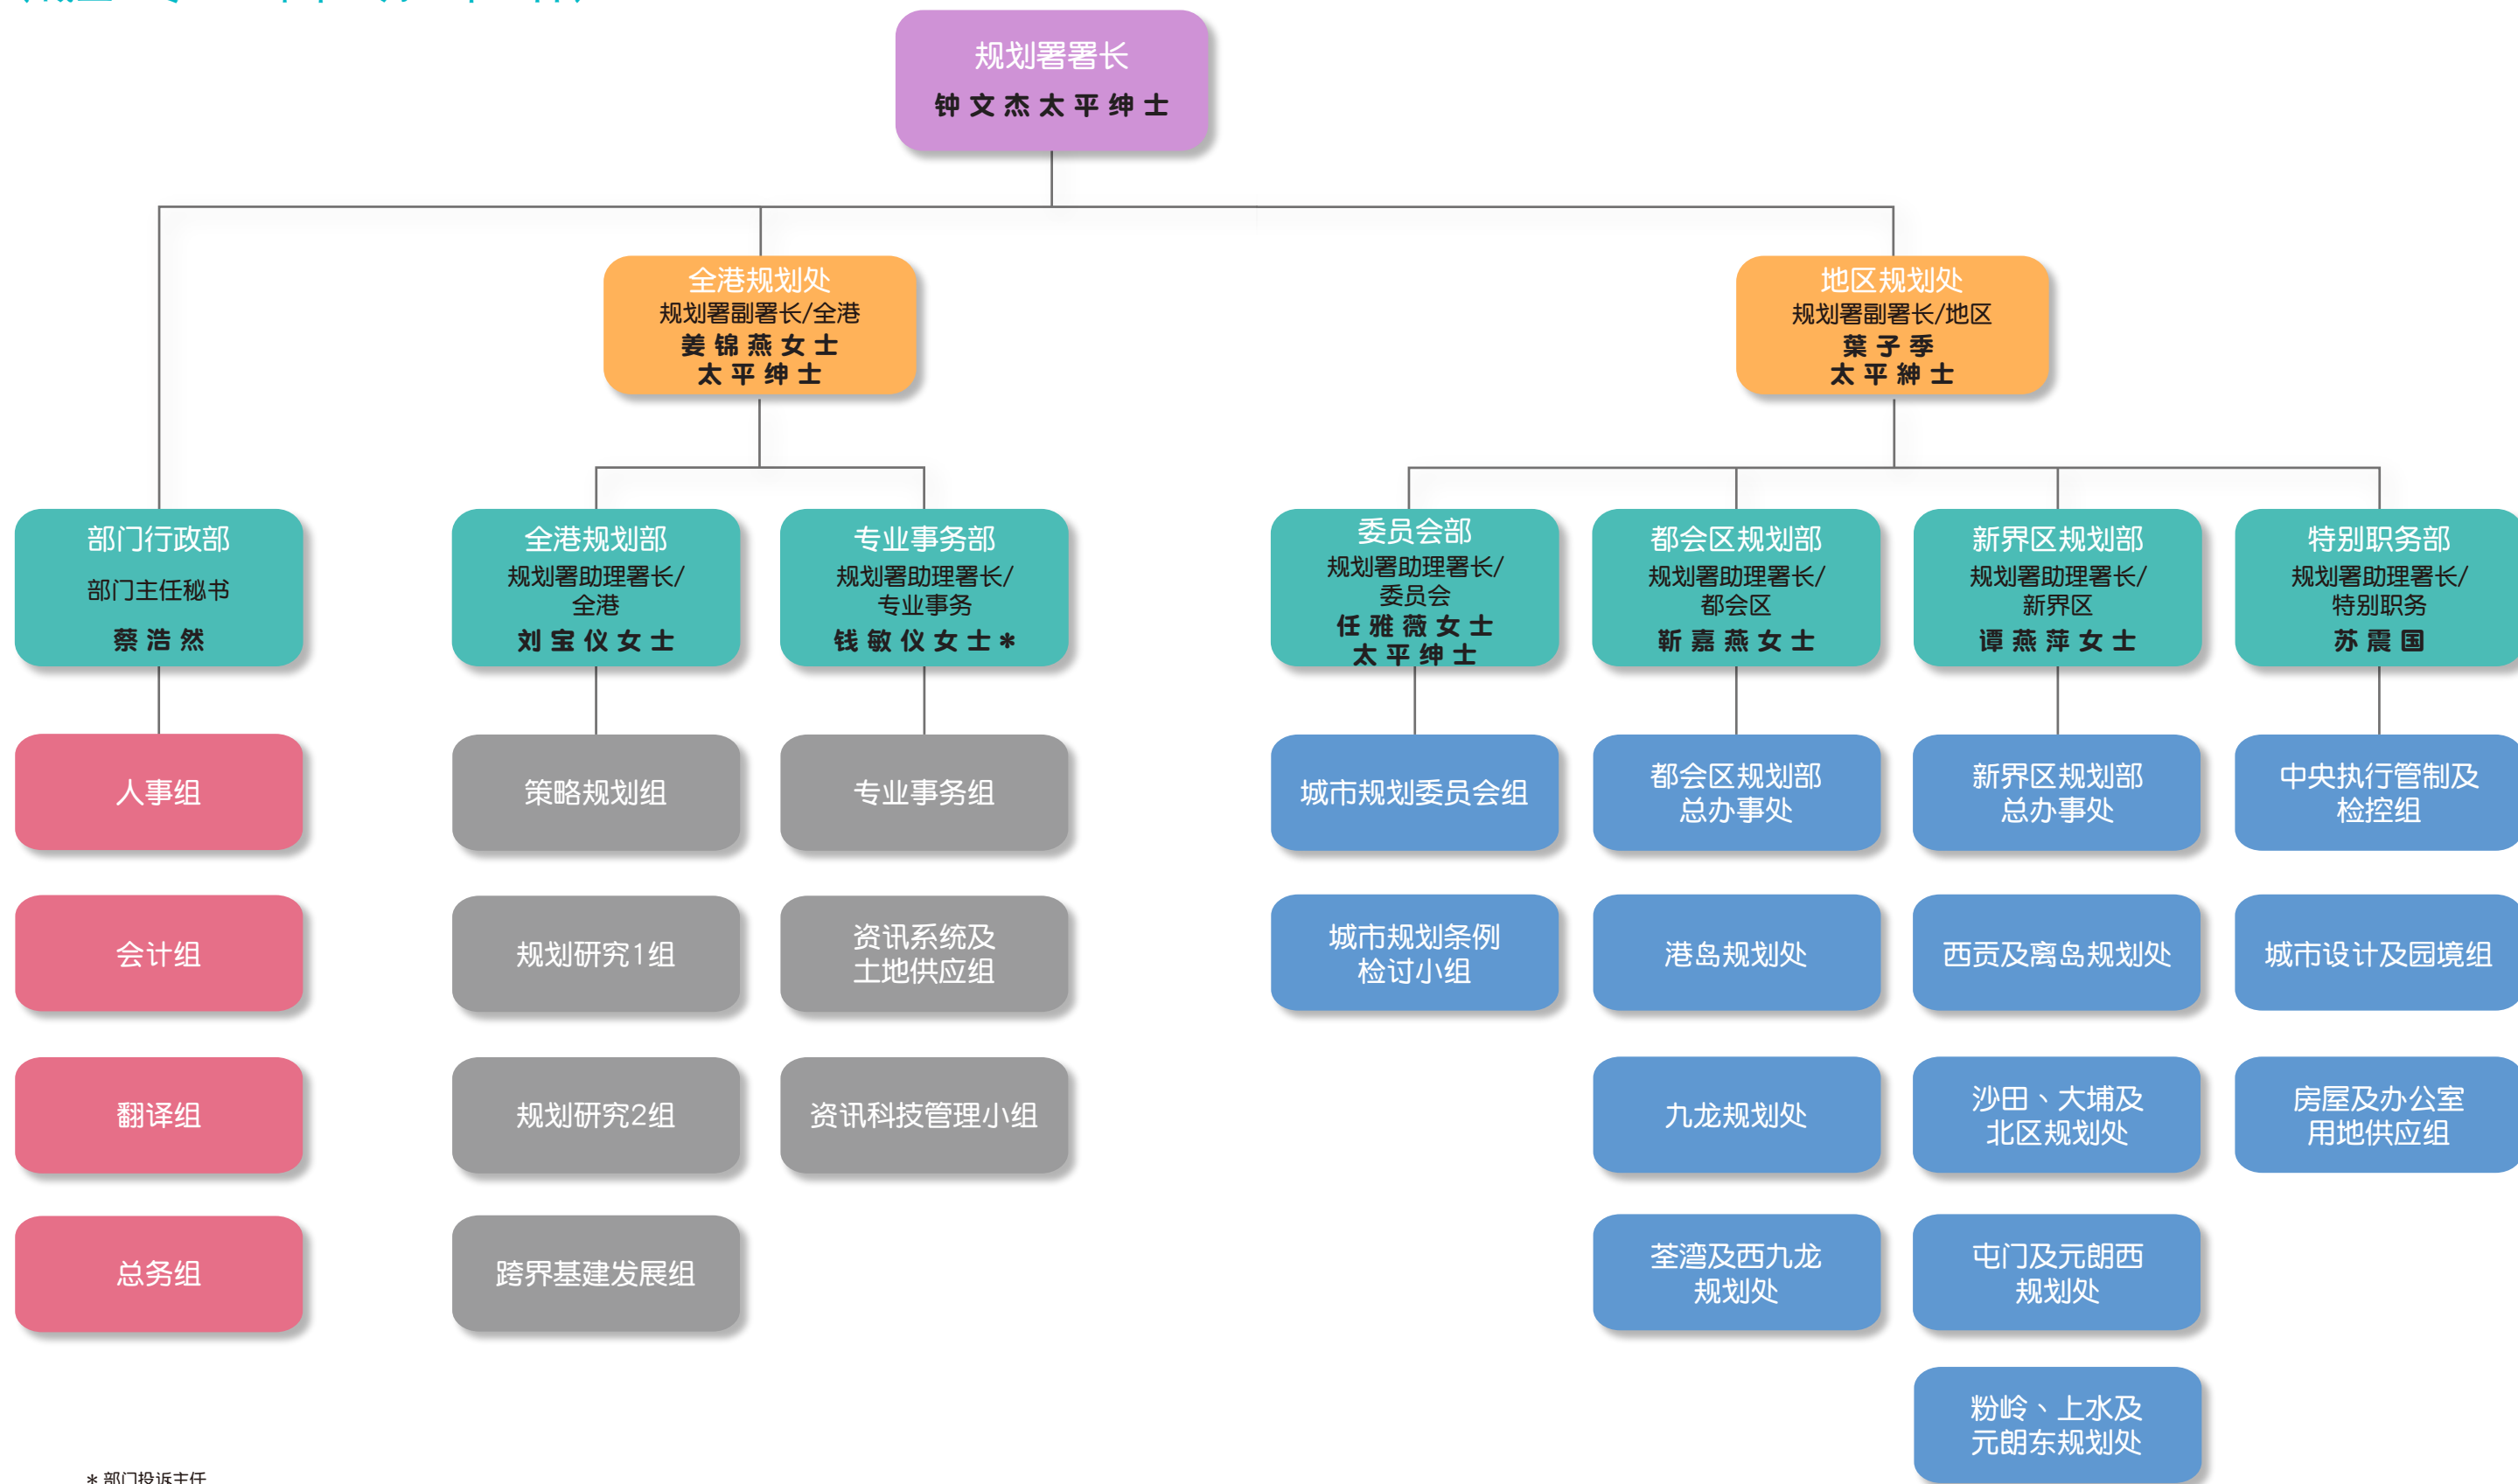 规划署署长
钟文杰太平绅士
全港规划处
规划署副署长/全港
姜锦燕女士
太平绅士
地区规划处
规划署副署长/地区
葉子季
太平紳士
部门行政部
部门主任秘书
蔡浩然
全港规划部
规划署助理署长/
全港
刘宝仪女士
专业事务部
规划署助理署长/
专业事务
钱敏仪女士*
委员会部
规划署助理署长/
委员会
任雅薇女士
太平绅士
都会区规划部
规划署助理署长/
都会区
靳嘉燕女士
新界区规划部
规划署助理署长/
新界区
谭燕萍女士
特别职务部
规划署助理署长/
特别职务
苏震国
人事组
会计组
翻译组
总务组
策略规划组
规划研究1组
规划研究2组
跨界基建发展组
专业事务组
资讯系统及
土地供应组
资讯科技管理小组
城市规划委员会组
城市规划条例
检讨小组
都会区规划部
总办事处
港岛规划处
九龙规划处
荃湾及西九龙
规划处
新界区规划部
总办事处
西贡及离岛规划处
沙田、大埔及
北区规划处
屯门及元朗西
规划处
粉岭、上水及
元朗东规划处
中央执行管制及
检控组
城市设计及园境组
房屋及办公室
用地供应组
* 部门投诉主任